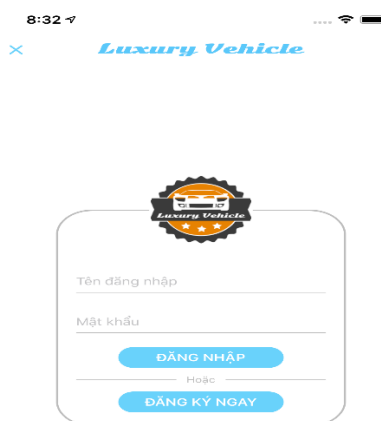 8:32
Luxury Vehicle
Luxury Vehicle
Tên đăng nhập
Mật khẩu
ĐĂNG NHẬP
Hoặc
ĐĂNG KÝ NGAY